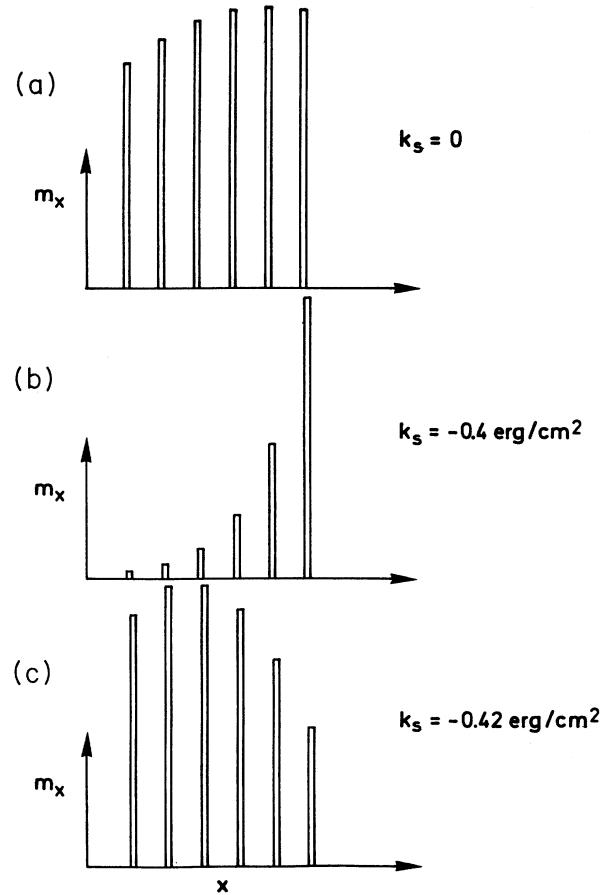 (a)
kₛ = 0
mₓ
(b)
kₛ = -0.4 erg/cm²
mₓ
(c)
kₛ = -0.42 erg/cm²
mₓ
x